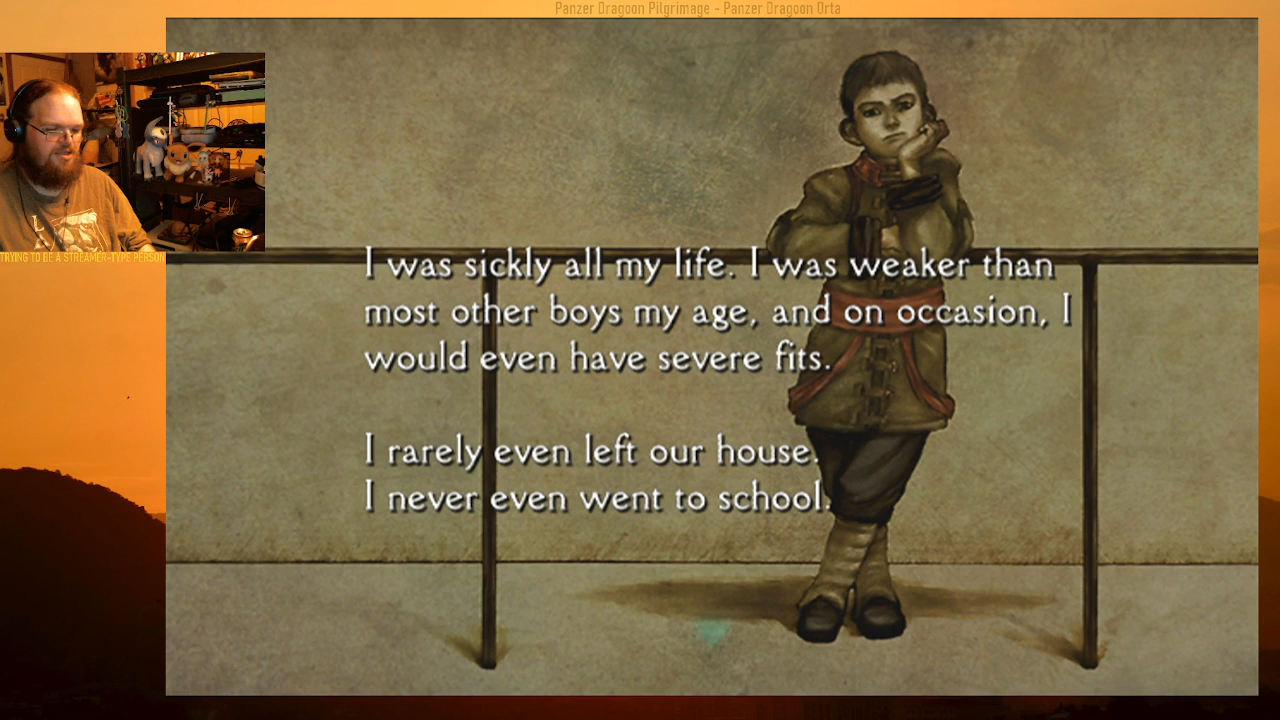 Panzer Dragoon Pilgrimage - Panzer Dragoon Orta
TRYING TO BE A STREAMER-TYPE PERSON
I was sickly all my life. I was weaker than
most other boys my age, and on occasion, I
would even have severe fits.
I rarely even left our house.
I never even went to school.